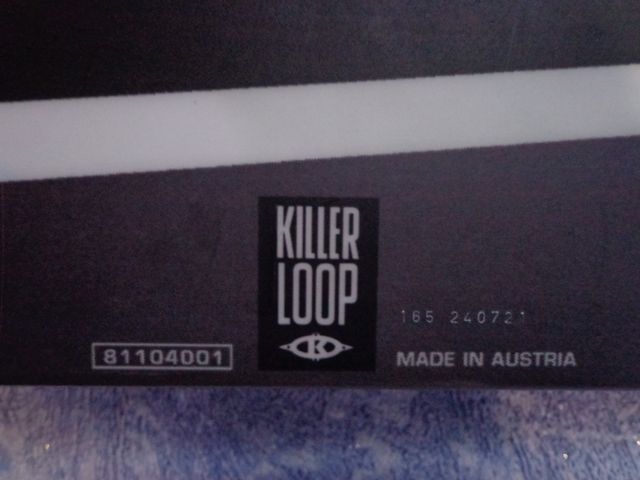 KILLER
LOOP
K
165 240721
81104001
MADE IN AUSTRIA